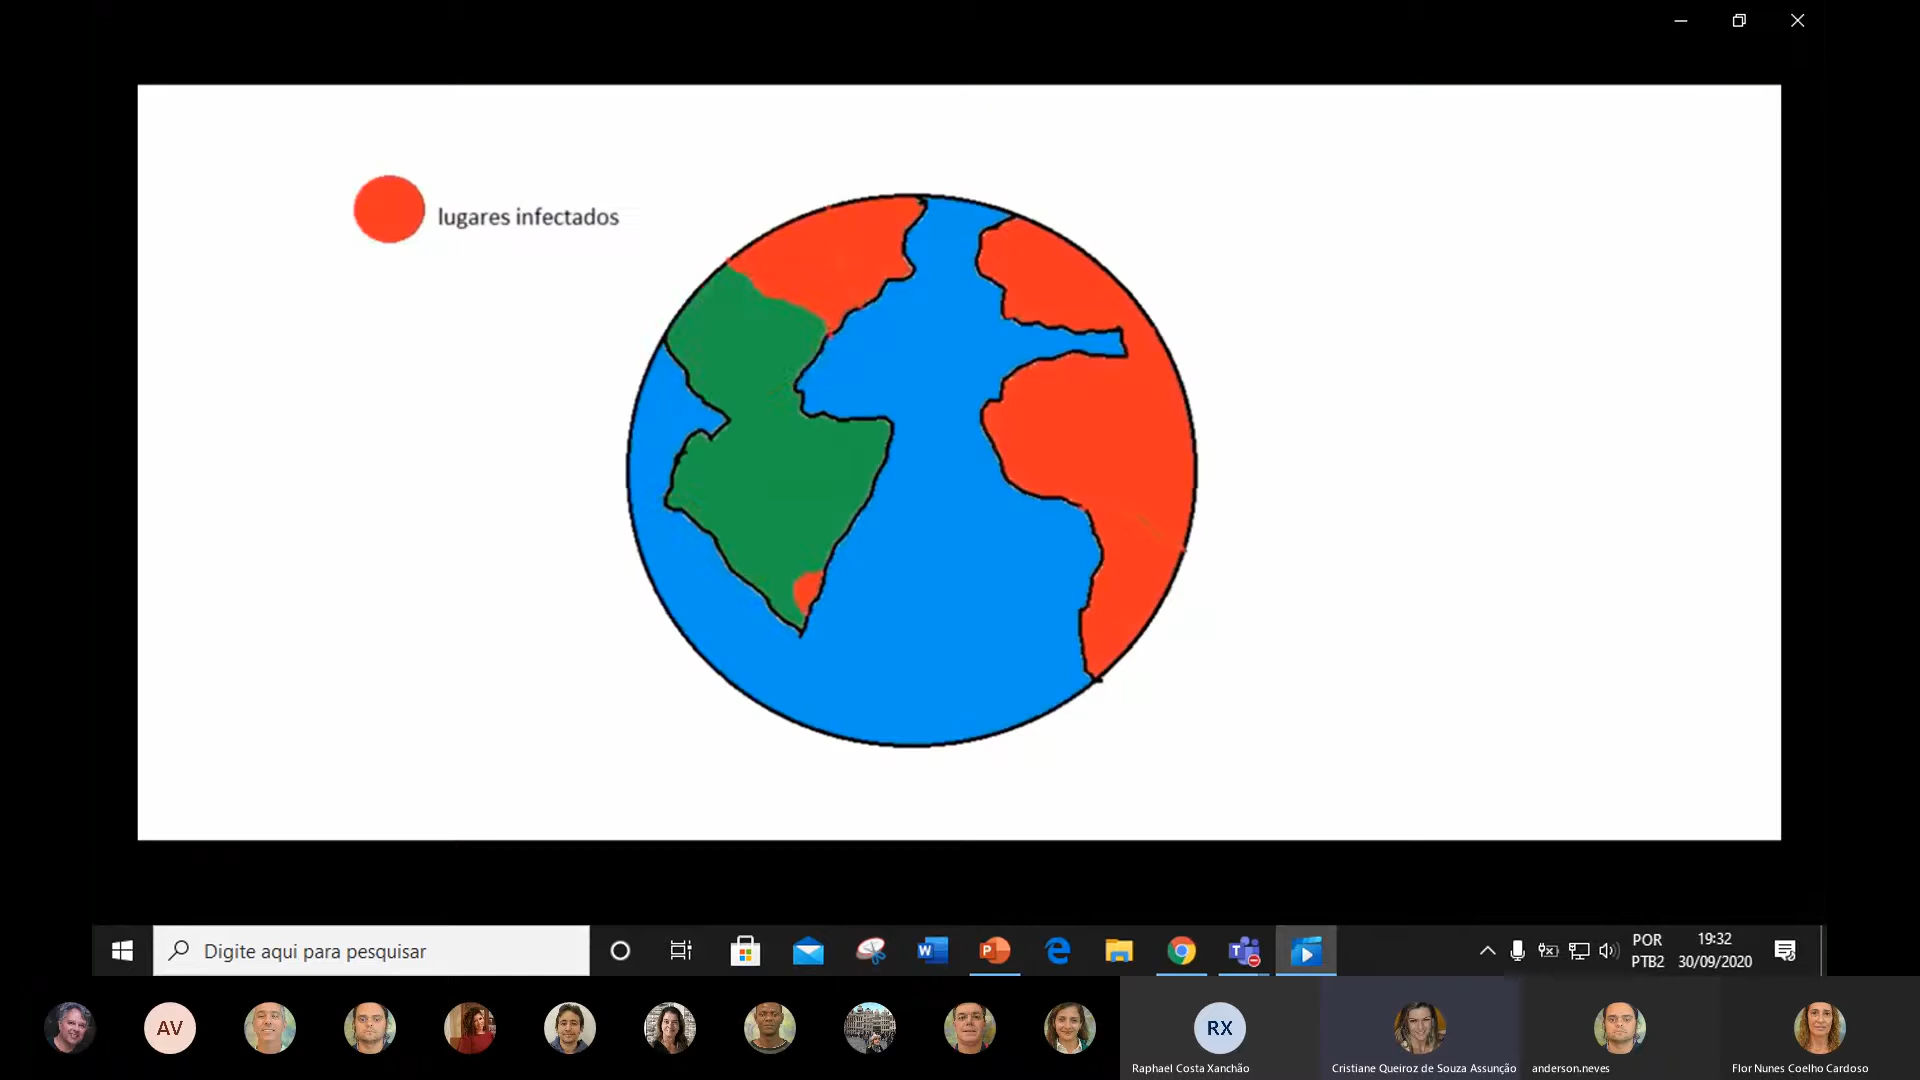 lugares infectados
Digite aqui para pesquisar
POR
PTB2
19:32
30/09/2020
AV
RX
Raphael Costa Xanchão
Cristiane Queiroz de Souza Assunção
anderson.neves
Flor Nunes Coelho Cardoso